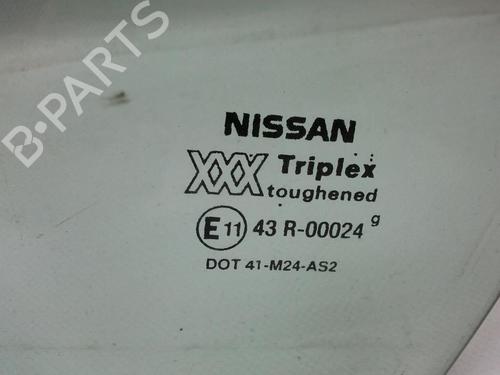 B-PARTS
NISSAN
XXX Triplex
toughened
E11 43 R-00024 g
DOT 41-M24-AS2